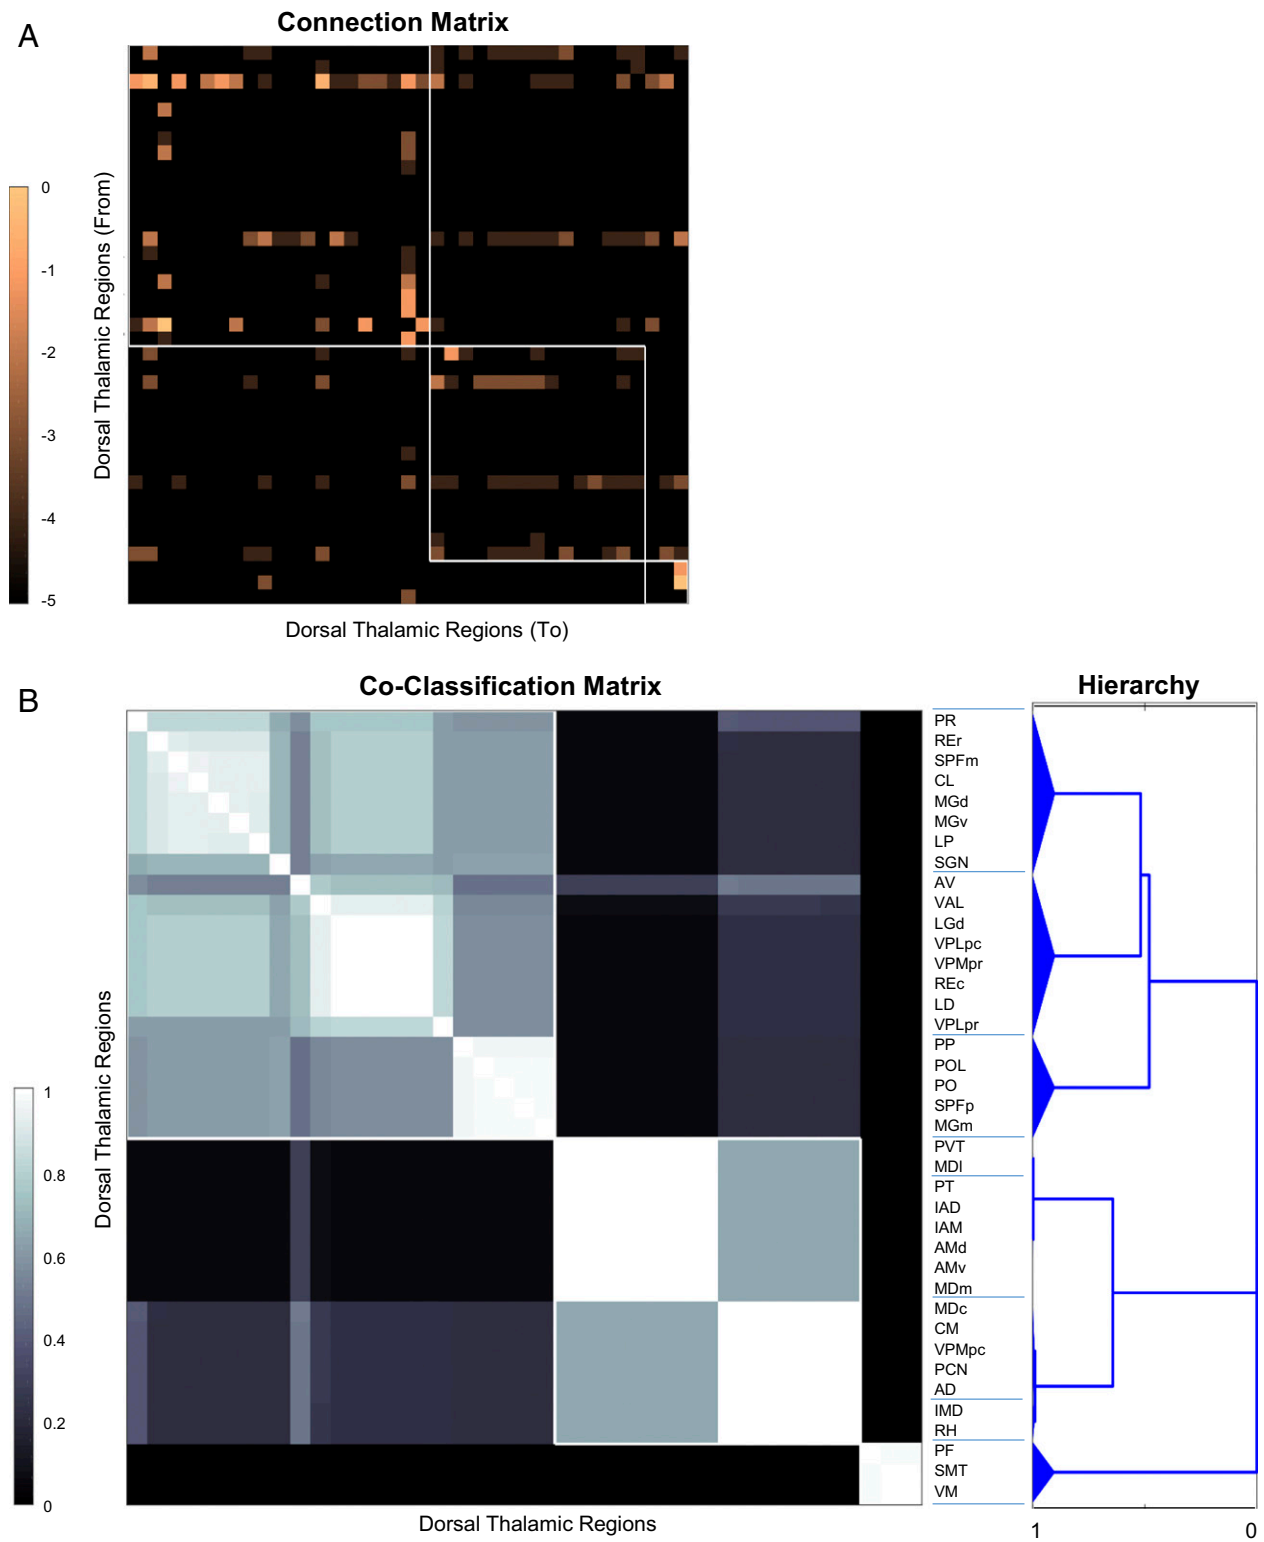 A
Connection Matrix
Dorsal Thalamic Regions (From)
0
-1
-2
-3
-4
-5
Dorsal Thalamic Regions (To)
B
Co-Classification Matrix
Hierarchy
Dorsal Thalamic Regions
1
0.8
0.6
0.4
0.2
0
Dorsal Thalamic Regions
PR
REr
SPFm
CL
MGd
MGv
LP
SGN
AV
VAL
LGd
VPLpc
VPMpr
REc
LD
VPLpr
PP
POL
PO
SPFp
MGm
PVT
MDl
PT
IAD
IAM
AMd
AMv
MDm
MDc
CM
VPMpc
PCN
AD
IMD
RH
PF
SMT
VM
1 0